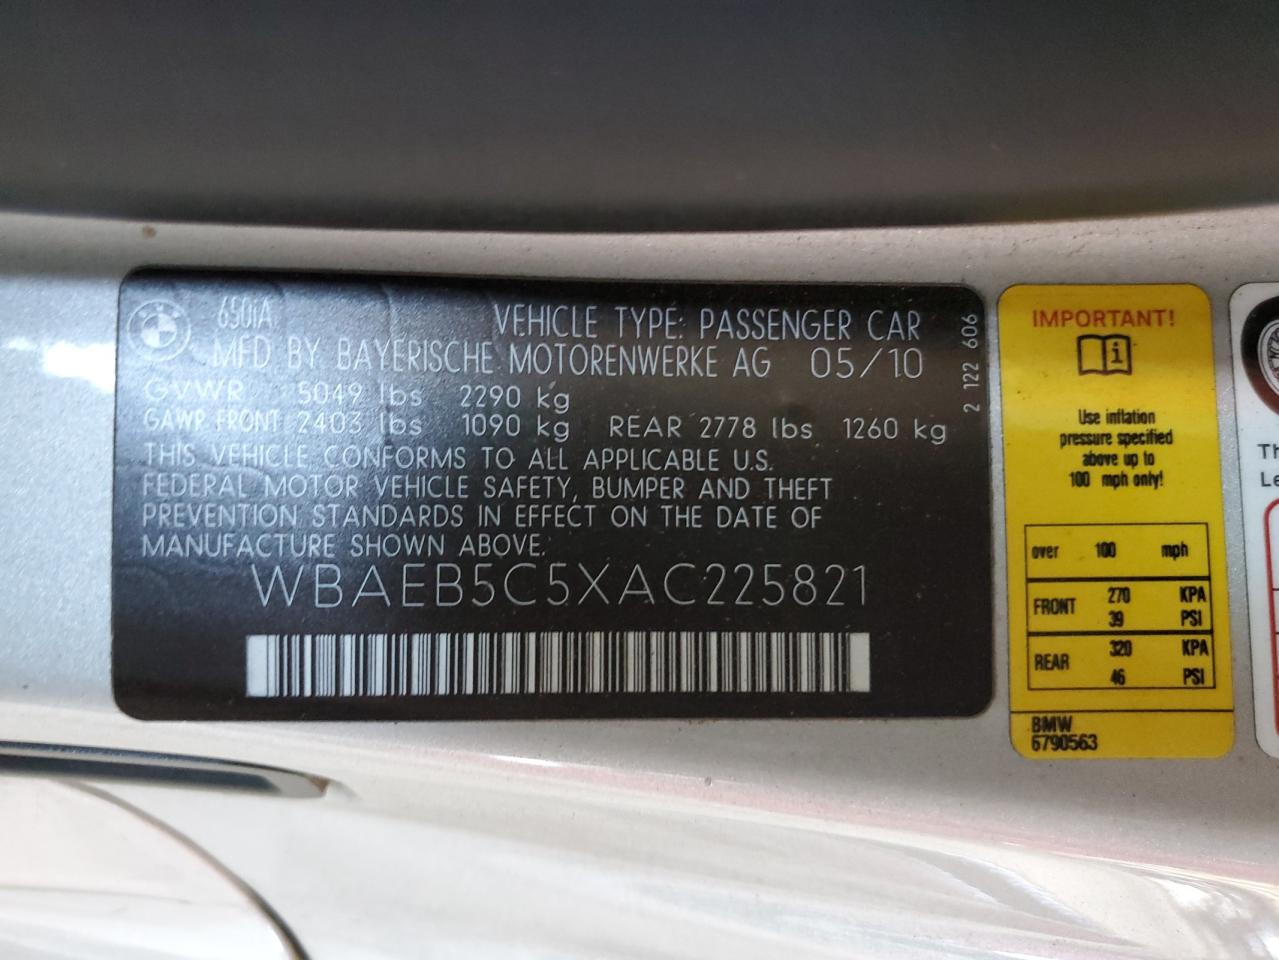 650iA
VEHICLE TYPE: PASSENGER CAR
MFD BY BAYERISCHE MOTORENWERKE AG 05/10
GVWR 5049 lbs 2290 kg
GAWR FRONT 2403 lbs 1090 kg REAR 2778 lbs 1260 kg
THIS VEHICLE CONFORMS TO ALL APPLICABLE U.S.
FEDERAL MOTOR VEHICLE SAFETY, BUMPER AND THEFT
PREVENTION STANDARDS IN EFFECT ON THE DATE OF
MANUFACTURE SHOWN ABOVE.
WBAEB5C5XAC225821
2 122 606
IMPORTANT!
i
Use inflation
pressure specified
above up to
100 mph only!
over 100 mph
FRONT 270 KPA
39 PSI
REAR 320 KPA
46 PSI
BMW
6790563